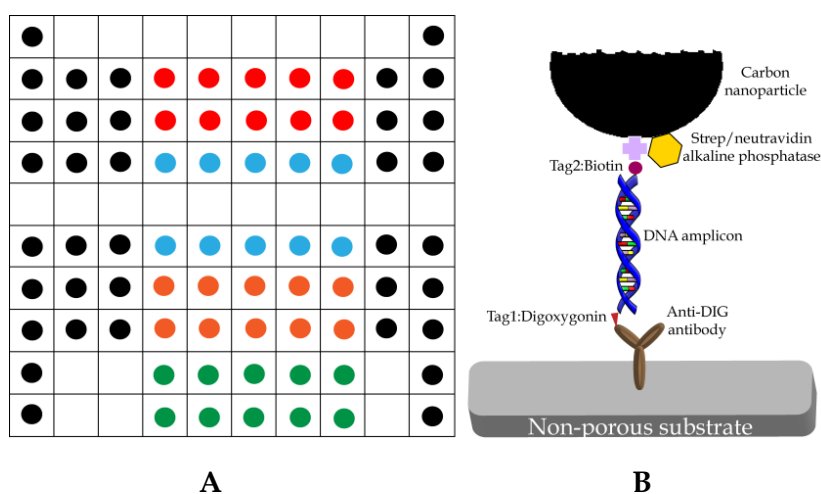 Carbon
nanoparticle
Strep/neutravidin
alkaline phosphatase
Tag2:Biotin
DNA amplicon
Tag1:Digoxygonin
Anti-DIG
antibody
Non-porous substrate
A
B